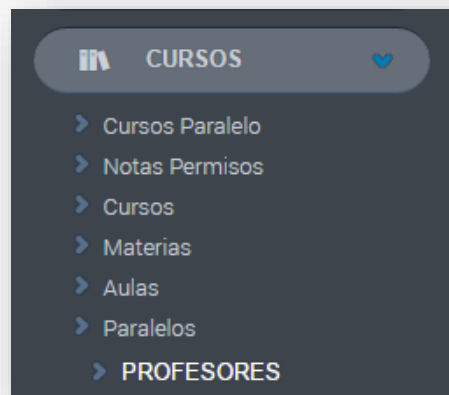 CURSOS
Cursos Paralelo
Notas Permisos
Cursos
Materias
Aulas
Paralelos
PROFESORES